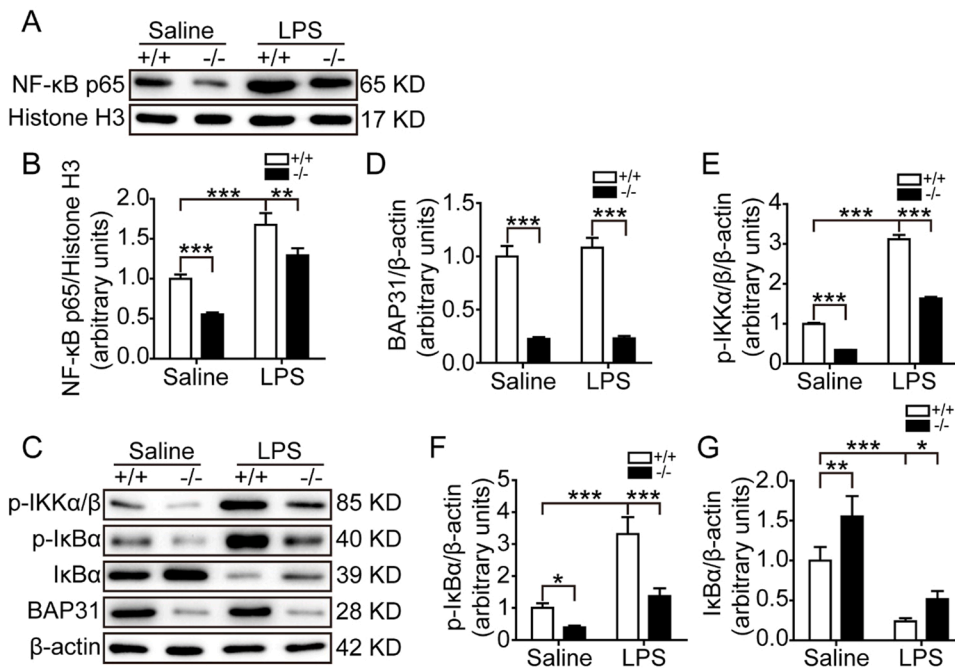 A
Saline LPS
+/+ -/- +/+ -/-
NF-κB p65 65 KD
Histone H3 17 KD
B
+/+
-/-
NF-κB p65/Histone H3
(arbitrary units)
2.0
1.5
1.0
0.5
0.0
*** ** ***
Saline LPS
D
+/+
-/-
BAP31/β-actin
(arbitrary units)
1.5
1.0
0.5
0.0
*** ***
Saline LPS
E
+/+
-/-
p-IKKα/β/β-actin
(arbitrary units)
4
3
2
1
0
*** *** ***
Saline LPS
C
Saline LPS
+/+ -/- +/+ -/-
p-IKKα/β 85 KD
p-IκBα 40 KD
IκBα 39 KD
BAP31 28 KD
β-actin 42 KD
F
+/+
-/-
p-IκBα/β-actin
(arbitrary units)
5
4
3
2
1
0
*** *** *
Saline LPS
G
+/+
-/-
IκBα/β-actin
(arbitrary units)
2.0
1.5
1.0
0.5
0.0
*** * **
Saline LPS